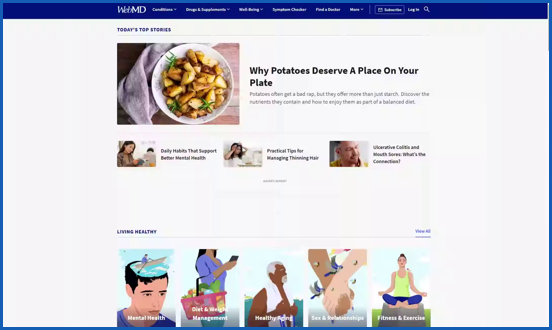 WebMD
Conditions
Drugs & Supplements
Well-Being
Symptom Checker
Find a Doctor
More
Subscribe
Log In
TODAY'S TOP STORIES
Why Potatoes Deserve A Place On Your
Plate
Potatoes often get a bad rap, but they offer more than just starch. Discover the
nutrients they contain and how to enjoy them as part of a balanced diet.
Daily Habits That Support
Better Mental Health
Practical Tips for
Managing Thinning Hair
Ulcerative Colitis and
Mouth Sores: What's the
Connection?
ADVERTISEMENT
LIVING HEALTHY
View All
Mental Health
Diet & Weight
Management
Healthy Aging
Sex & Relationships
Fitness & Exercise